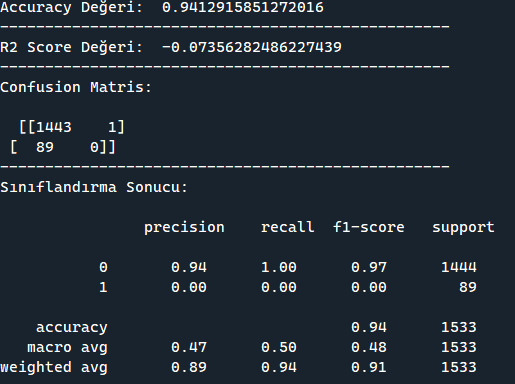 Accuracy Değeri:  0.9412915851272016
--------------------------------------------------
R2 Score Değeri:  -0.07356282486227439
--------------------------------------------------
Confusion Matris:
[[1443    1]
[  89    0]]
--------------------------------------------------
Sınıflandırma Sonucu:
precision    recall  f1-score   support
0       0.94      1.00      0.97      1444
1       0.00      0.00      0.00        89
accuracy                           0.94      1533
macro avg       0.47      0.50      0.48      1533
weighted avg       0.89      0.94      0.91      1533